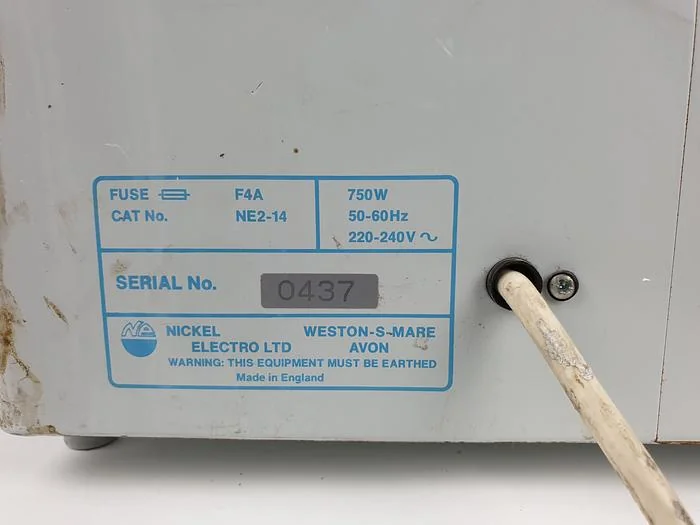 FUSE F4A
CAT No. NE2-14
750W
50-60Hz
220-240V ~
SERIAL No. 0437
NE
NICKEL ELECTRO LTD
WESTON-S-MARE AVON
WARNING: THIS EQUIPMENT MUST BE EARTHED
Made in England